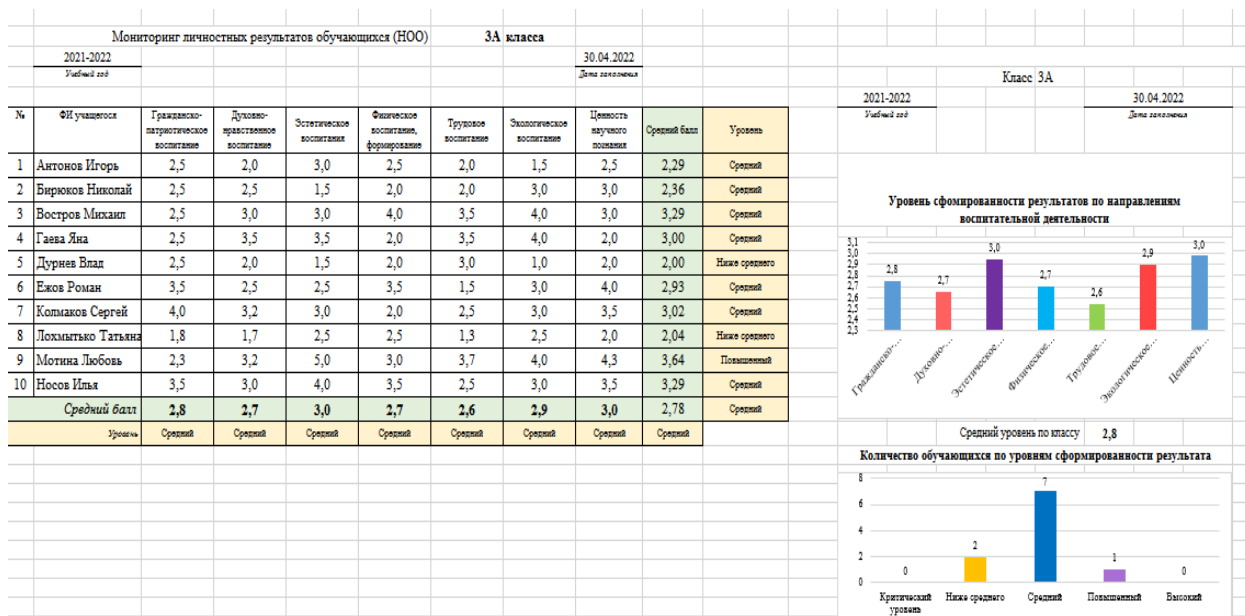 Мониторинг личностных результатов обучающихся (НОО) 3А класса
2021-2022 30.04.2022
Учебный год Дата заполнения
№ ФИ учащегося Гражданско-патриотическое воспитание Духовно-нравственное воспитание Эстетическое воспитания Физическое воспитание, формирование Трудовое воспитание Экологическое воспитание Ценность научного познания Средний балл Уровень
1 Антонов Игорь 2,5 2,0 3,0 2,5 2,0 1,5 2,5 2,29 Средний
2 Бирюков Николай 2,5 2,5 1,5 2,0 2,0 3,0 3,0 2,36 Средний
3 Востров Михаил 2,5 3,0 3,0 4,0 3,5 4,0 3,0 3,29 Средний
4 Гаева Яна 2,5 3,5 3,5 2,0 3,5 4,0 2,0 3,00 Средний
5 Дурнев Влад 2,5 2,0 1,5 2,0 3,0 1,0 2,0 2,00 Ниже среднего
6 Ежов Роман 3,5 2,5 2,5 3,5 1,5 3,0 4,0 2,93 Средний
7 Колмаков Сергей 4,0 3,2 3,0 2,0 2,5 3,0 3,5 3,02 Средний
8 Лохмытько Татьяна 1,8 1,7 2,5 2,5 1,3 2,5 2,0 2,04 Ниже среднего
9 Мотина Любовь 2,3 3,2 5,0 3,0 3,7 4,0 4,3 3,64 Повышенный
10 Носов Илья 3,5 3,0 4,0 3,5 2,5 3,0 3,5 3,29 Средний
Средний балл 2,8 2,7 3,0 2,7 2,6 2,9 3,0 2,78 Средний
Уровень Средний Средний Средний Средний Средний Средний Средний Средний
Класс 3А
2021-2022 30.04.2022
Учебный год Дата заполнения
Уровень сфомированности результатов по направлениям
воспитательной деятельности
3,1
3,0
2,9
2,8
2,7
2,6
2,5
2,4
2,3
2,8 2,7 3,0 2,7 2,6 2,9 3,0
Гражданско-... Духовно-... Эстетическое... Физическое... Трудовое... Экологическое... Ценность...
Средний уровень по классу 2,8
Количество обучающихся по уровням сформированности результата
8
6
4
2
0
0 2 7 1 0
Критический уровень Ниже среднего Средний Повышенный Высокий